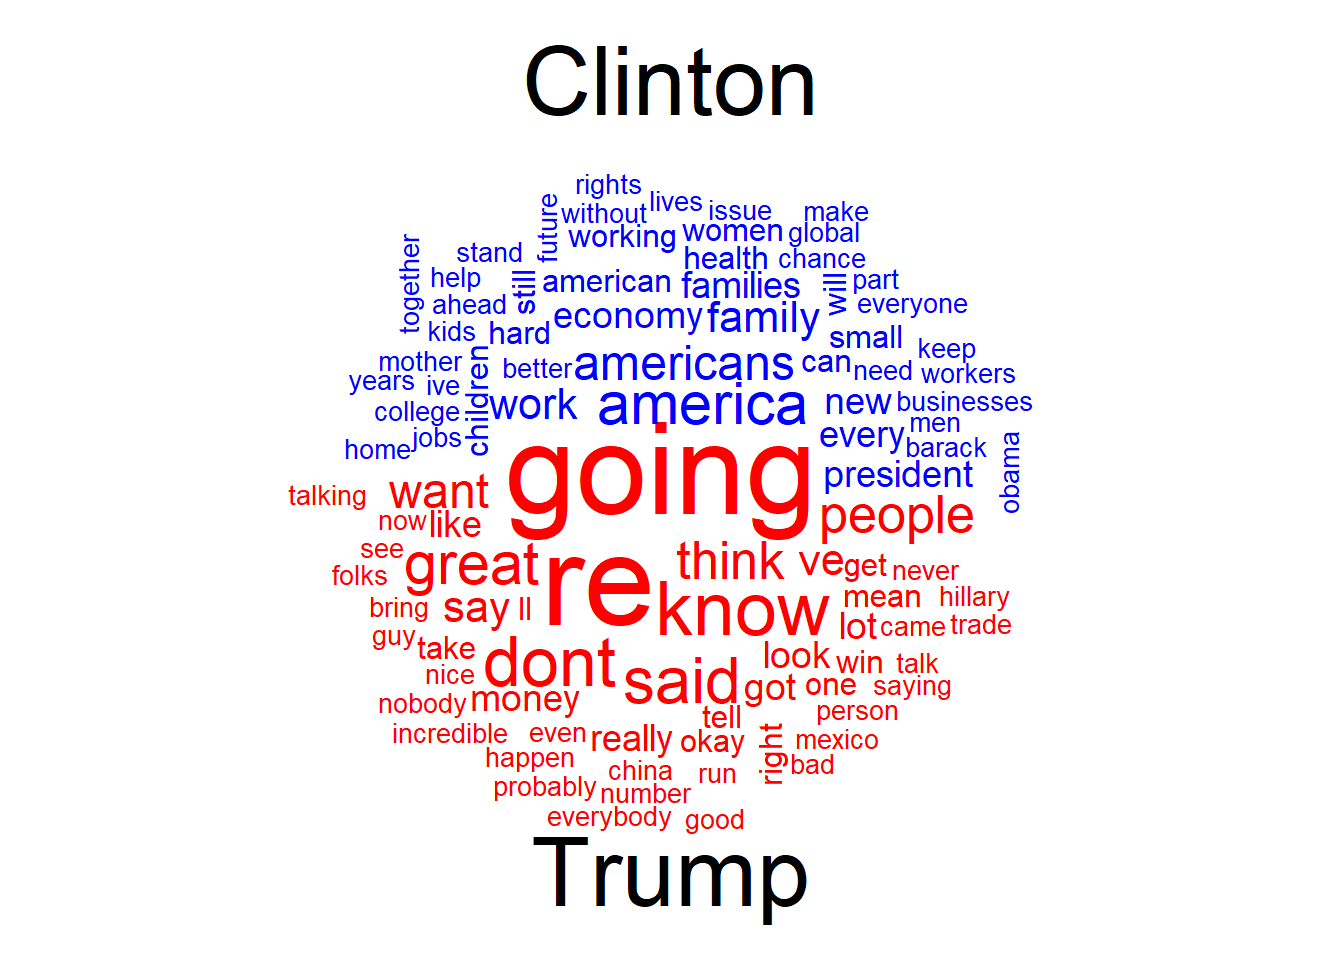 Clinton
rights
lives
future
without
issue
make
working
women
global
together
stand
health
chance
help
still
american
families
will
part
ahead
economy
family
everyone
kids
hard
small
mother
better
americans
can
need
keep
workers
years
ive
children
work
america
new
businesses
college
every
men
home
jobs
barack
obama
going
president
talking
want
people
now
like
see
great
re
think
ve
get
never
folks
bring
say
ll
know
mean
hillary
guy
take
lot
came
trade
nice
dont
said
look
win
talk
nobody
money
got
one
saying
tell
person
incredible
even
really
okay
right
mexico
happen
china
run
bad
probably
number
everybody
good
Trump